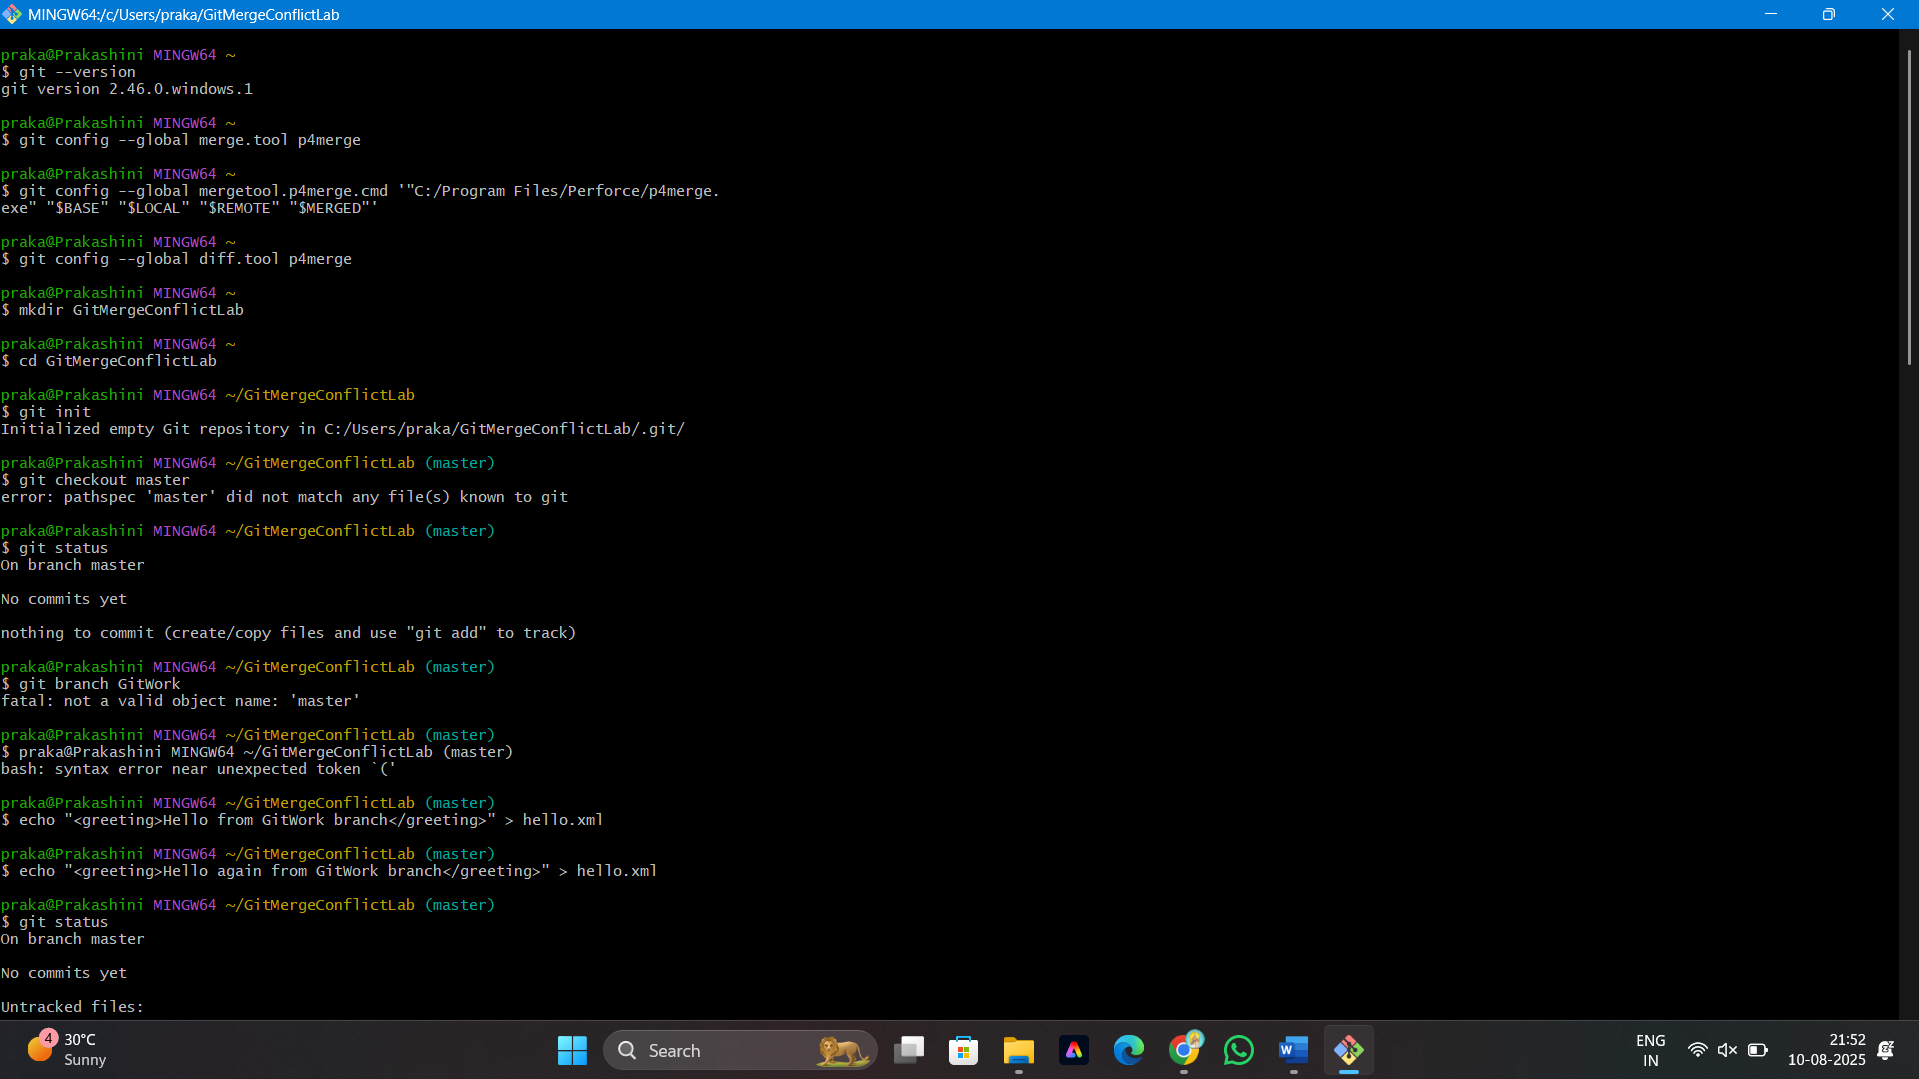 MINGW64:/c/Users/praka/GitMergeConflictLab
praka@Prakashini MINGW64 ~
$ git --version
git version 2.46.0.windows.1
praka@Prakashini MINGW64 ~
$ git config --global merge.tool p4merge
praka@Prakashini MINGW64 ~
$ git config --global mergetool.p4merge.cmd '"C:/Program Files/Perforce/p4merge.
exe" "$BASE" "$LOCAL" "$REMOTE" "$MERGED"'
praka@Prakashini MINGW64 ~
$ git config --global diff.tool p4merge
praka@Prakashini MINGW64 ~
$ mkdir GitMergeConflictLab
praka@Prakashini MINGW64 ~
$ cd GitMergeConflictLab
praka@Prakashini MINGW64 ~/GitMergeConflictLab
$ git init
Initialized empty Git repository in C:/Users/praka/GitMergeConflictLab/.git/
praka@Prakashini MINGW64 ~/GitMergeConflictLab (master)
$ git checkout master
error: pathspec 'master' did not match any file(s) known to git
praka@Prakashini MINGW64 ~/GitMergeConflictLab (master)
$ git status
On branch master
No commits yet
nothing to commit (create/copy files and use "git add" to track)
praka@Prakashini MINGW64 ~/GitMergeConflictLab (master)
$ git branch GitWork
fatal: not a valid object name: 'master'
praka@Prakashini MINGW64 ~/GitMergeConflictLab (master)
$ praka@Prakashini MINGW64 ~/GitMergeConflictLab (master)
bash: syntax error near unexpected token `('
praka@Prakashini MINGW64 ~/GitMergeConflictLab (master)
$ echo "<greeting>Hello from GitWork branch</greeting>" > hello.xml
praka@Prakashini MINGW64 ~/GitMergeConflictLab (master)
$ echo "<greeting>Hello again from GitWork branch</greeting>" > hello.xml
praka@Prakashini MINGW64 ~/GitMergeConflictLab (master)
$ git status
On branch master
No commits yet
Untracked files:
4
30°C
Sunny
Search
W
ENG
IN
21:52
10-08-2025